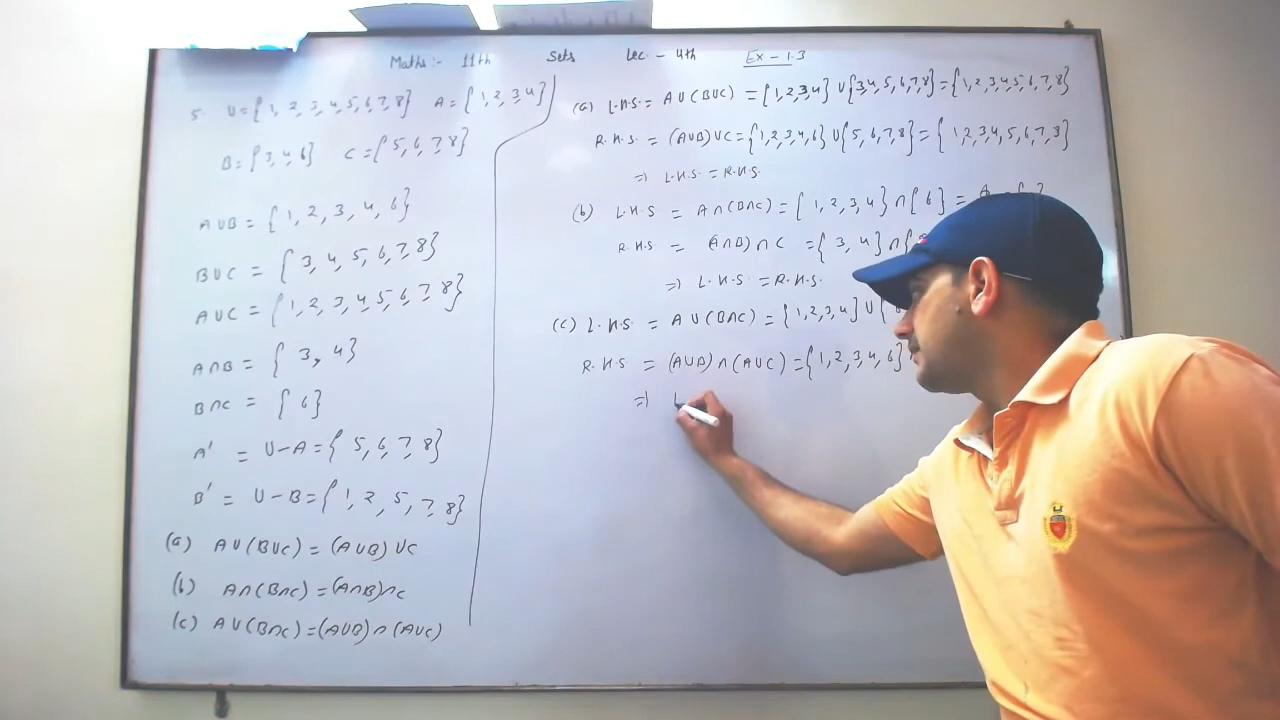 Maths:- 11th Sets Lec - 4th Ex - 1.3
5. U = {1, 2, 3, 4, 5, 6, 7, 8} A = {1, 2, 3, 4}
B = {3, 4, 6} C = {5, 6, 7, 8}
A∪B = {1, 2, 3, 4, 6}
B∪C = {3, 4, 5, 6, 7, 8}
A∪C = {1, 2, 3, 4, 5, 6, 7, 8}
A∩B = {3, 4}
B∩C = {6}
A' = U - A = {5, 6, 7, 8}
B' = U - B = {1, 2, 5, 7, 8}
(a) A∪(B∪C) = (A∪B)∪C
(b) A∩(B∩C) = (A∩B)∩C
(c) A∪(B∩C) = (A∪B)∩(A∪C)
(a) L.H.S. = A∪(B∪C) = {1, 2, 3, 4} ∪ {3, 4, 5, 6, 7, 8} = {1, 2, 3, 4, 5, 6, 7, 8}
R.H.S. = (A∪B)∪C = {1, 2, 3, 4, 6} ∪ {5, 6, 7, 8} = {1, 2, 3, 4, 5, 6, 7, 8}
⇒ L.H.S. = R.H.S.
(b) L.H.S = A∩(B∩C) = {1, 2, 3, 4} ∩ {6} =
R.H.S = (A∩B)∩C = {3, 4} ∩ {
⇒ L.H.S. = R.H.S.
(c) L.H.S. = A∪(B∩C) = {1, 2, 3, 4} ∪ {
R.H.S = (A∪B)∩(A∪C) = {1, 2, 3, 4, 6}
⇒ L